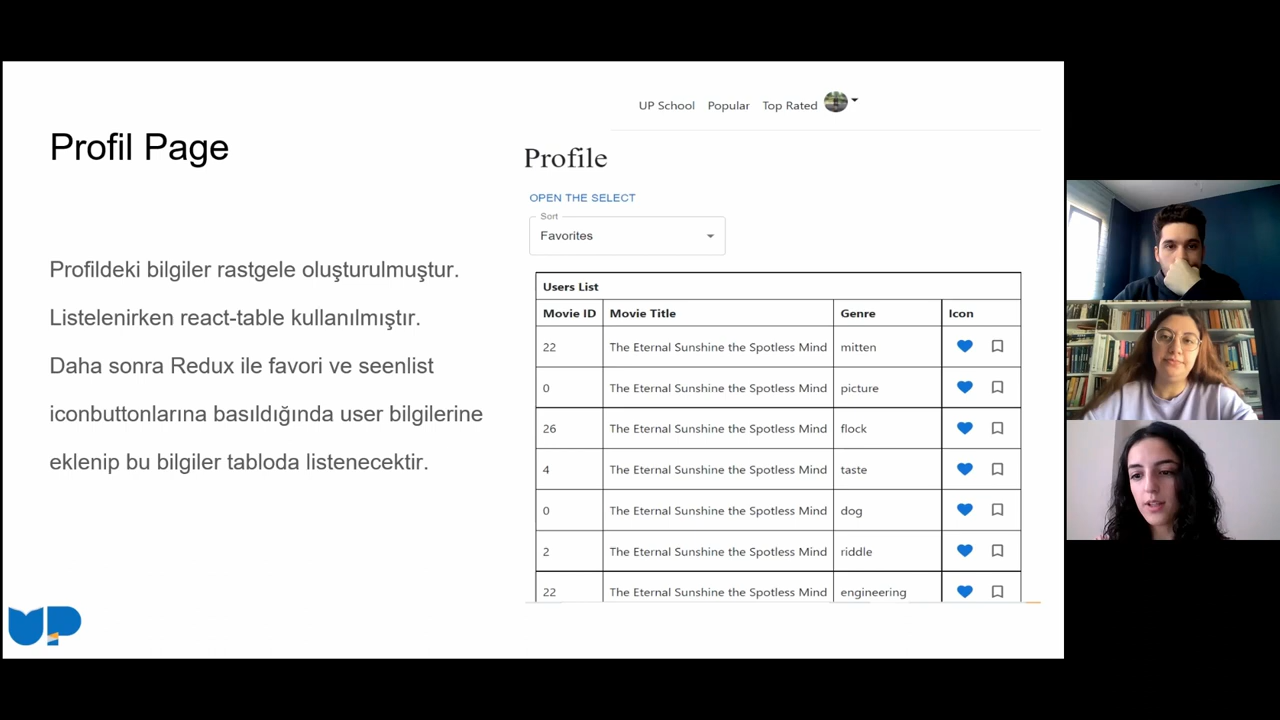 Profil Page
Profildeki bilgiler rastgele oluşturulmuştur.
Listelenirken react-table kullanılmıştır.
Daha sonra Redux ile favori ve seenlist
iconbuttonlarına basıldığında user bilgilerine
eklenip bu bilgiler tabloda listenecektir.
UP
UP School Popular Top Rated
Profile
OPEN THE SELECT
Sort
Favorites
Users List
Movie ID Movie Title Genre Icon
22 The Eternal Sunshine the Spotless Mind mitten
0 The Eternal Sunshine the Spotless Mind picture
26 The Eternal Sunshine the Spotless Mind flock
4 The Eternal Sunshine the Spotless Mind taste
0 The Eternal Sunshine the Spotless Mind dog
2 The Eternal Sunshine the Spotless Mind riddle
22 The Eternal Sunshine the Spotless Mind engineering